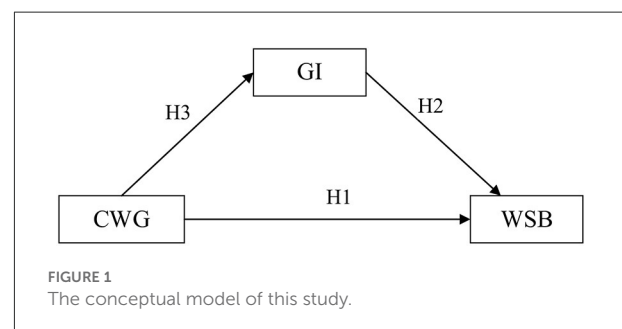 GI
H3
H2
CWG
H1
WSB
FIGURE 1
The conceptual model of this study.